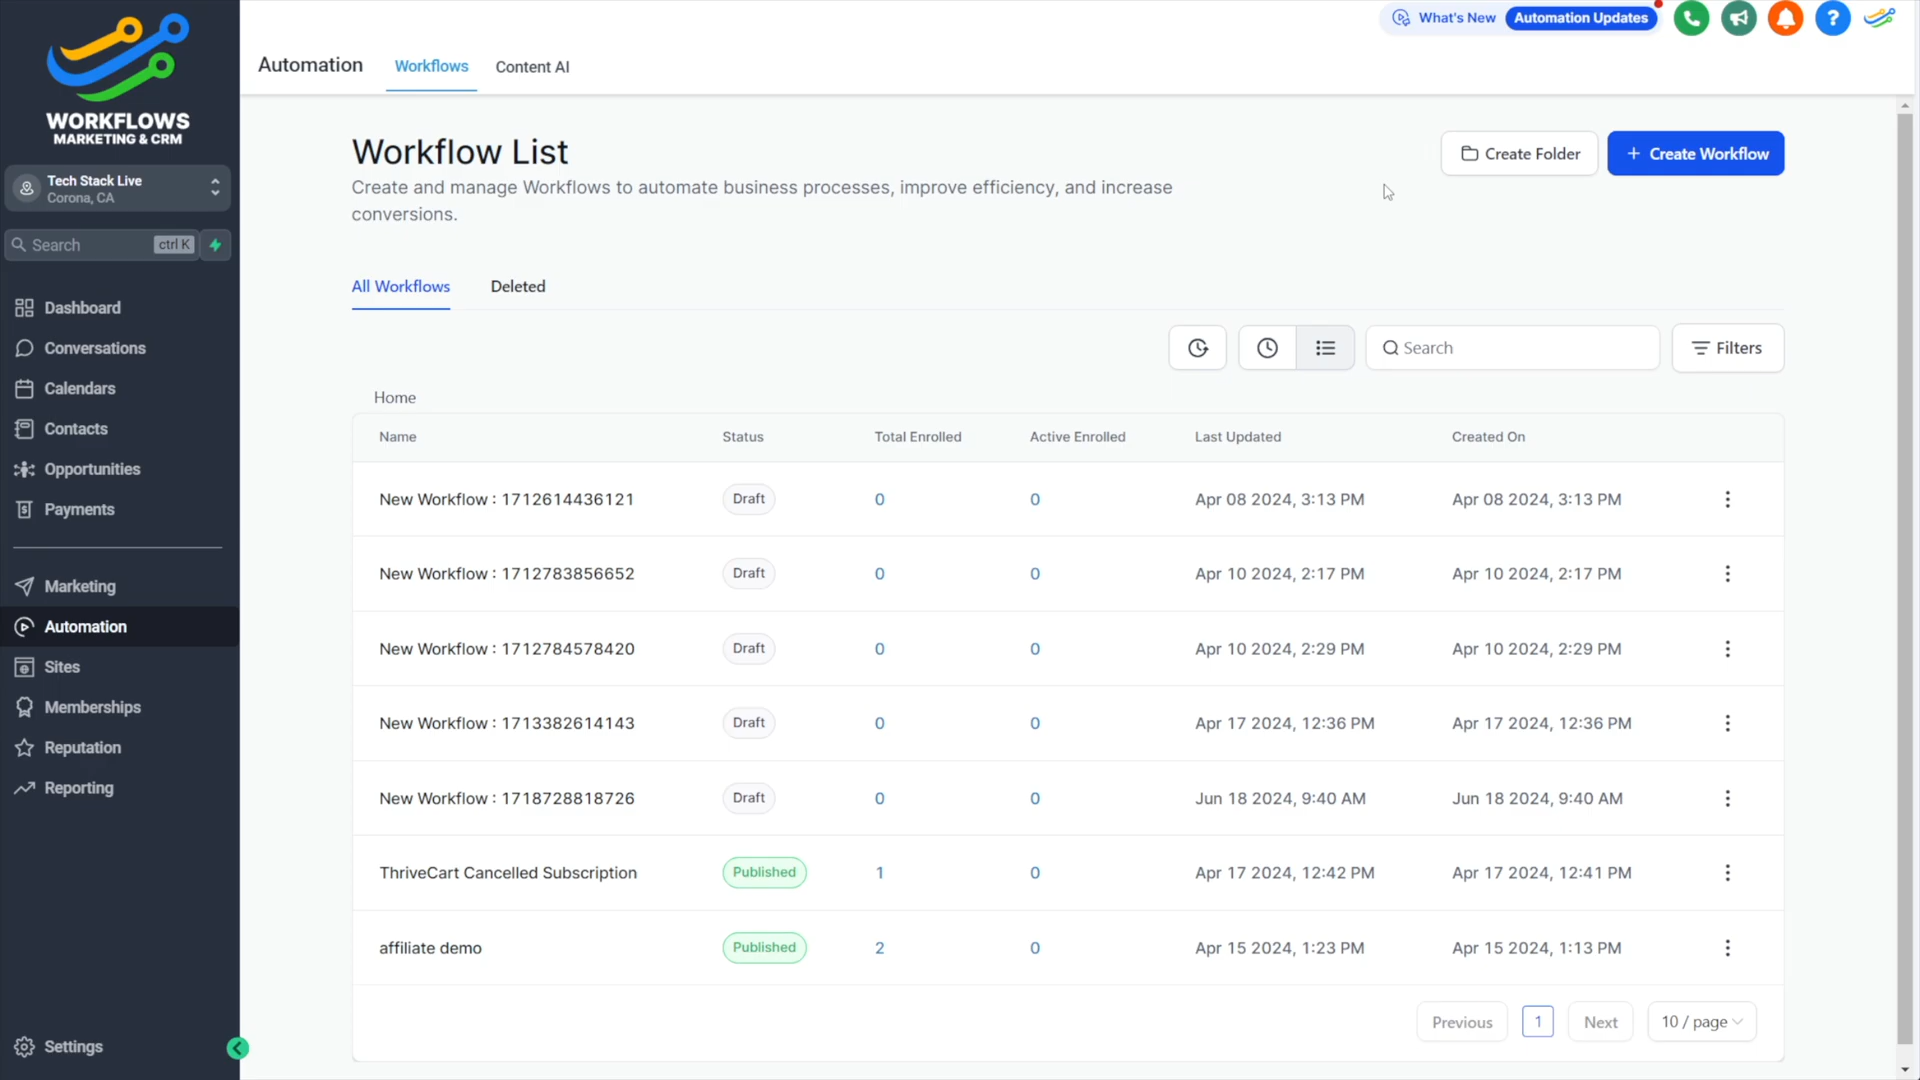 WORKFLOWS
MARKETING & CRM
Tech Stack Live
Corona, CA
Search ctrl K
Dashboard
Conversations
Calendars
Contacts
Opportunities
Payments
Marketing
Automation
Sites
Memberships
Reputation
Reporting
Settings
What's New Automation Updates ?
Automation Workflows Content AI
Workflow List
Create Folder + Create Workflow
Create and manage Workflows to automate business processes, improve efficiency, and increase
conversions.
All Workflows Deleted
Search Filters
Home
Name Status Total Enrolled Active Enrolled Last Updated Created On
New Workflow : 1712614436121 Draft 0 0 Apr 08 2024, 3:13 PM Apr 08 2024, 3:13 PM
New Workflow : 1712783856652 Draft 0 0 Apr 10 2024, 2:17 PM Apr 10 2024, 2:17 PM
New Workflow : 1712784578420 Draft 0 0 Apr 10 2024, 2:29 PM Apr 10 2024, 2:29 PM
New Workflow : 1713382614143 Draft 0 0 Apr 17 2024, 12:36 PM Apr 17 2024, 12:36 PM
New Workflow : 1718728818726 Draft 0 0 Jun 18 2024, 9:40 AM Jun 18 2024, 9:40 AM
ThriveCart Cancelled Subscription Published 1 0 Apr 17 2024, 12:42 PM Apr 17 2024, 12:41 PM
affiliate demo Published 2 0 Apr 15 2024, 1:23 PM Apr 15 2024, 1:13 PM
Previous 1 Next 10 / page